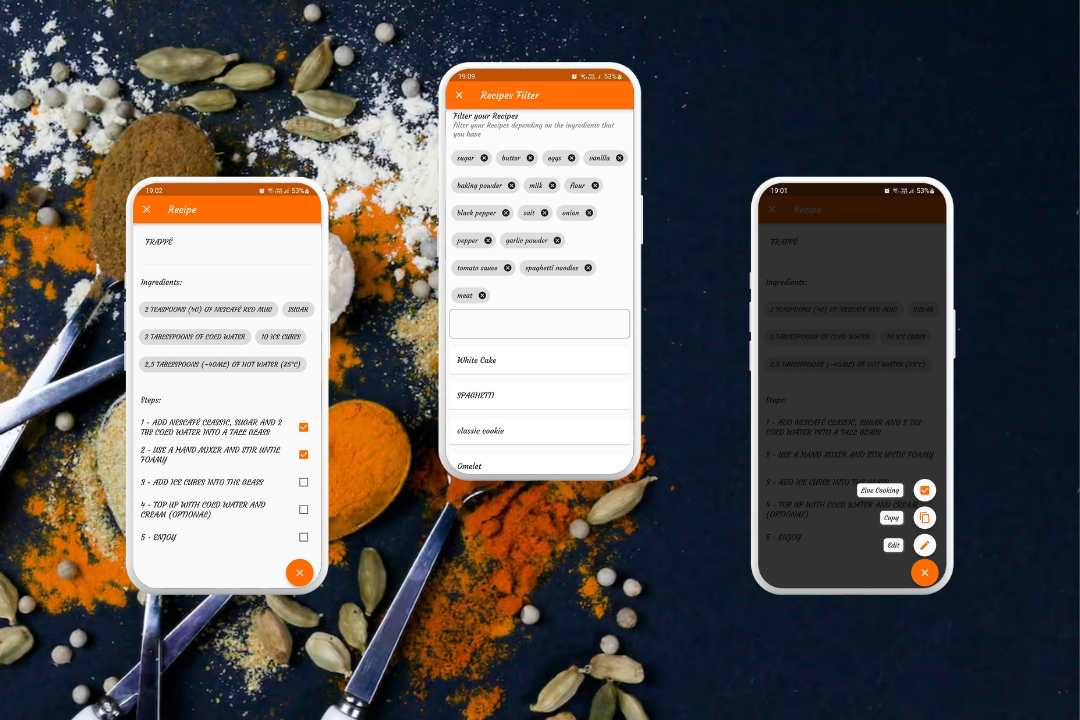 19:02
53%
Recipe
TRAPPÉ
Ingredients:
2 TEASPOONS (4G) OF NESCAFÉ RED MUG
SUGAR
2 TABLESPOONS OF COLD WATER
10 ICE CUBES
2,5 TABLESPOONS (~40ML) OF HOT WATER (85°C)
Steps:
1 - ADD NESCAFÉ CLASSIC, SUGAR AND 2
TBS COLD WATER INTO A TALL GLASS
2 - USE A HAND MIXER AND STIR UNTIL
FOAMY
3 - ADD ICE CUBES INTO THE GLASS
4 - TOP UP WITH COLD WATER AND
CREAM (OPTIONAL)
5 - ENJOY
19:09
53%
Recipes Filter
Filter your Recipes
filter your Recipes depending on the ingredients that
you have
sugar
butter
eggs
vanilla
baking powder
milk
flour
black pepper
salt
onion
pepper
garlic powder
tomato sauce
spaghetti noodles
meat
White Cake
SPAGHETTI
classic cookie
Omelet
19:01
53%
Recipe
TRAPPÉ
Ingredients:
2 TEASPOONS (4G) OF NESCAFÉ RED MUG
SUGAR
2 TABLESPOONS OF COLD WATER
10 ICE CUBES
2,5 TABLESPOONS (~40ML) OF HOT WATER (85°C)
Steps:
1 - ADD NESCAFÉ CLASSIC, SUGAR AND 2
TBS COLD WATER INTO A TALL GLASS
2 - USE A HAND MIXER AND STIR UNTIL FOAMY
3 - ADD ICE CUBES INTO THE GLASS
Live Cooking
4 - TOP UP WITH COLD WATER AND CREAM
(OPTIONAL)
Copy
5 - ENJOY
Edit